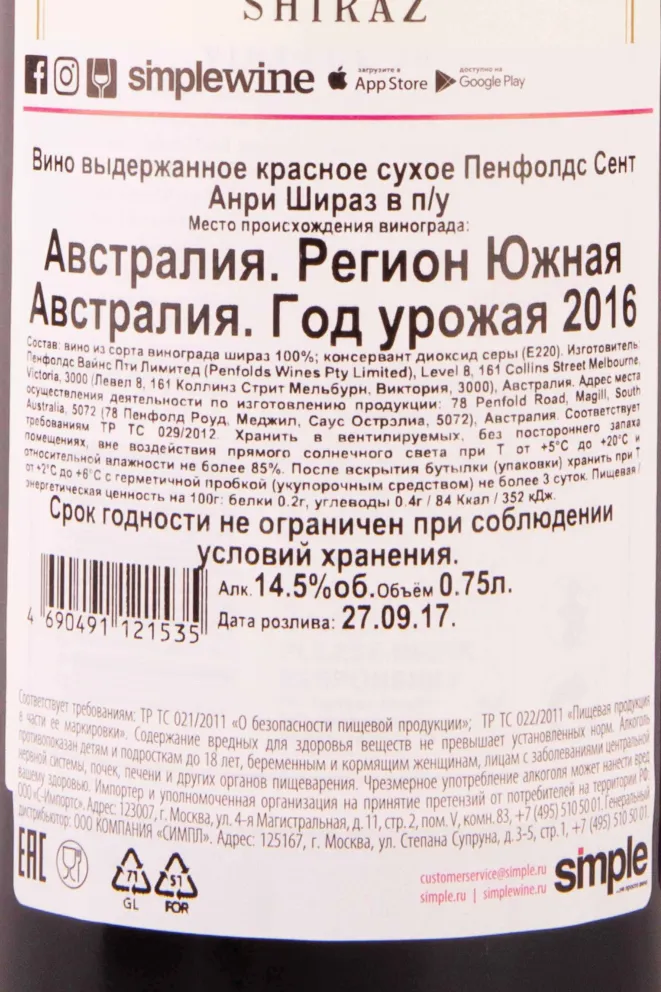 SHIRAZ
simplewine загрузите в App Store доступно на Google Play
Вино выдержанное красное сухое Пенфолдс Сент
Анри Шираз в п/у
Место происхождения винограда:
Австралия. Регион Южная
Австралия. Год урожая 2016
Состав: вино из сорта винограда шираз 100%; консервант диоксид серы (Е220). Изготовитель:
Пенфолдс Вайнс Пти Лимитед (Penfolds Wines Pty Limited), Level 8, 161 Collins Street Melbourne,
Victoria, 3000 (Левел 8, 161 Коллинз Стрит Мельбурн, Виктория, 3000), Австралия. Адрес места
осуществления деятельности по изготовлению продукции: 78 Penfold Road, Magill, South
Australia, 5072 (78 Пенфолд Роуд, Меджил, Саус Острэлиа, 5072), Австралия. Соответствует
требованиям ТР ТС 029/2012. Хранить в вентилируемых, без постороннего запаха
помещениях, вне воздействия прямого солнечного света при Т от +5°С до +20°С и
относительной влажности не более 85%. После вскрытия бутылки (упаковки) хранить при Т
от +2°С до +6°С с герметичной пробкой (укупорочным средством) не более 3 суток. Пищевая /
энергетическая ценность на 100г: белки 0.2г, углеводы 0.4г / 84 Ккал / 352 кДж.
Срок годности не ограничен при соблюдении
условий хранения.
Алк. 14.5%об. Объём 0.75л.
4 690491 121535
Дата розлива: 27.09.17.
Соответствует требованиям: ТР ТС 021/2011 «О безопасности пищевой продукции»; ТР ТС 022/2011 «Пищевая продукция
в части ее маркировки». Содержание вредных для здоровья веществ не превышает установленных норм. Алкоголь
противопоказан детям и подросткам до 18 лет, беременным и кормящим женщинам, лицам с заболеваниями центральной
нервной системы, почек, печени и других органов пищеварения. Чрезмерное употребление алкоголя может нанести вред
вашему здоровью. Импортер и уполномоченная организация на принятие претензий от потребителей на территории РФ:
ООО «С-Импортс». Адрес: 123007, г. Москва, ул. 4-я Магистральная, д. 11, стр. 2, пом. V, комн. 83, +7 (495) 510 50 01. Генеральный
дистрибьютор: ООО КОМПАНИЯ «СИМПЛ». Адрес: 125167, г. Москва, ул. Степана Супруна, д. 3-5, стр. 1, +7 (495) 510 50 01.
EAC
71 51
GL FOR
customerservice@simple.ru
simple.ru | simplewine.ru
simple